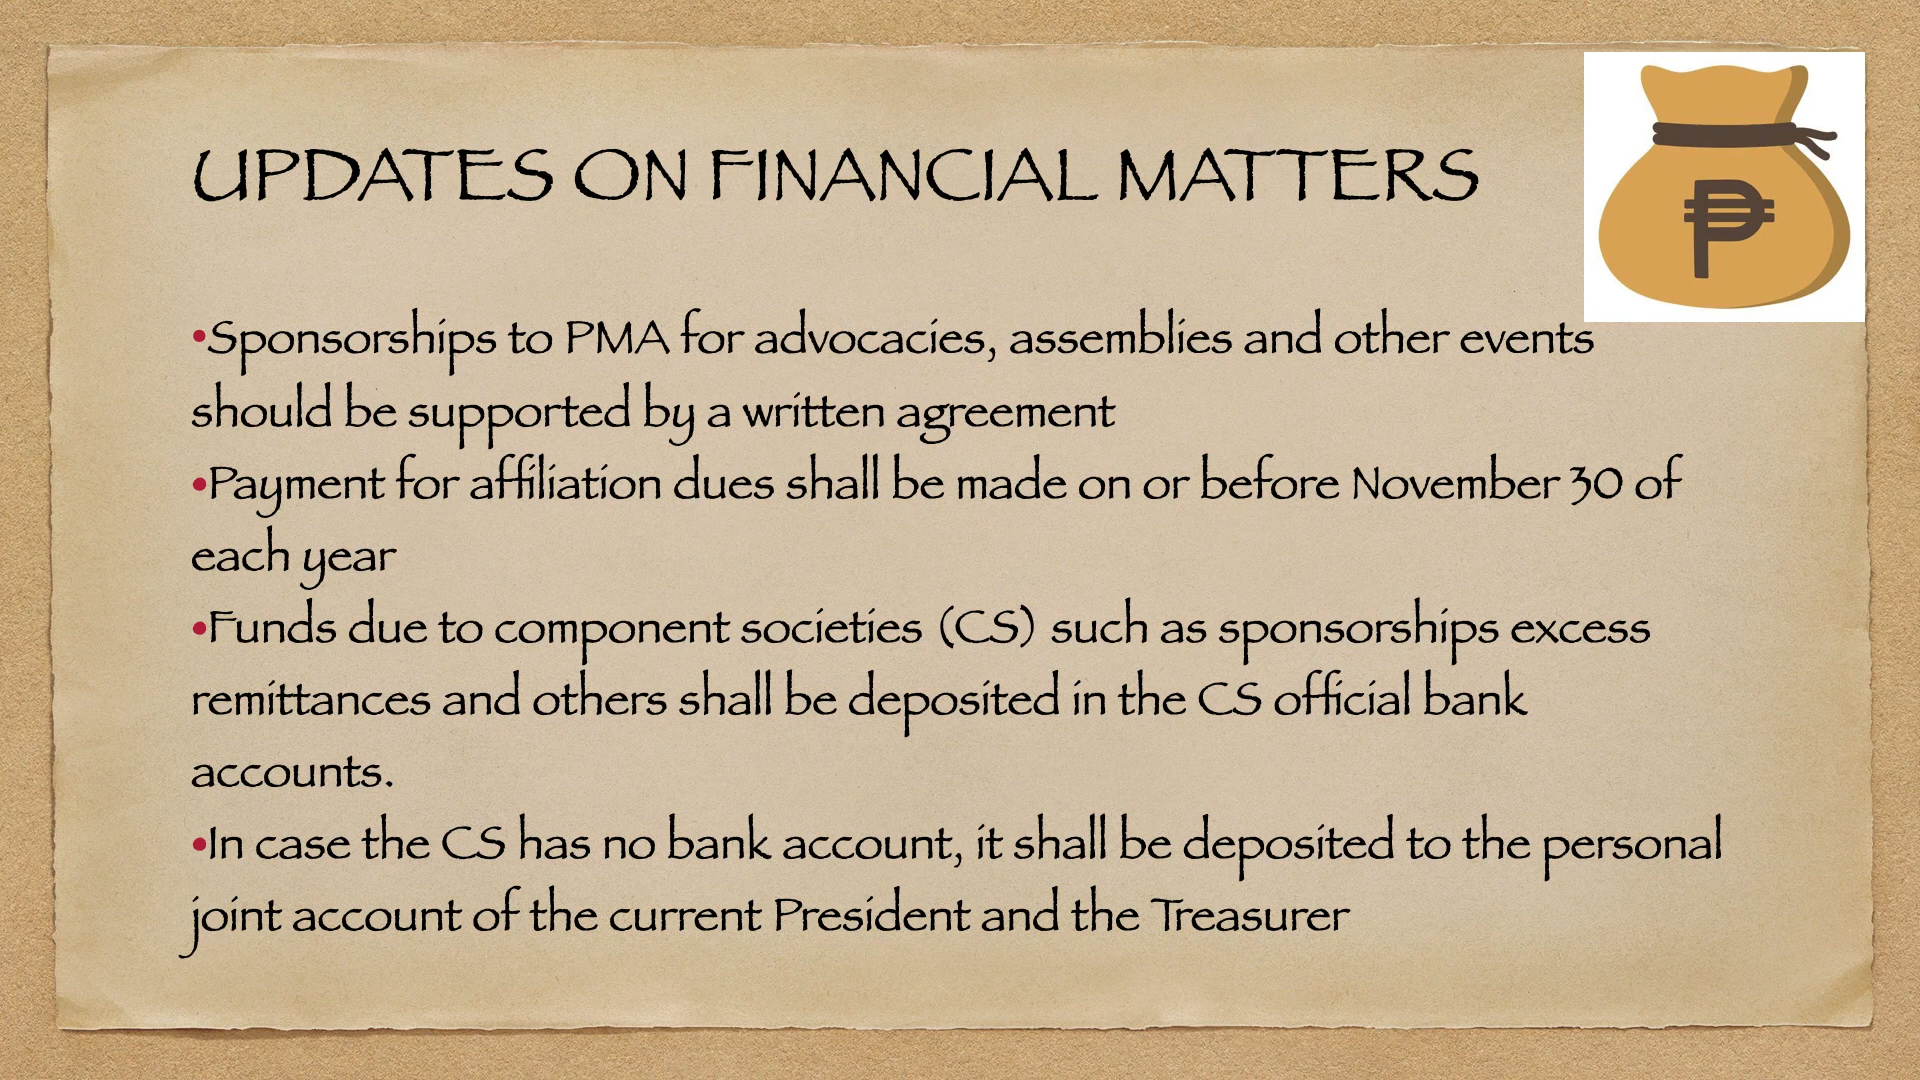 UPDATES ON FINANCIAL MATTERS
₱
•Sponsorships to PMA for advocacies, assemblies and other events
should be supported by a written agreement
•Payment for affiliation dues shall be made on or before November 30 of
each year
•Funds due to component societies (CS) such as sponsorships excess
remittances and others shall be deposited in the CS official bank
accounts.
•In case the CS has no bank account, it shall be deposited to the personal
joint account of the current President and the Treasurer